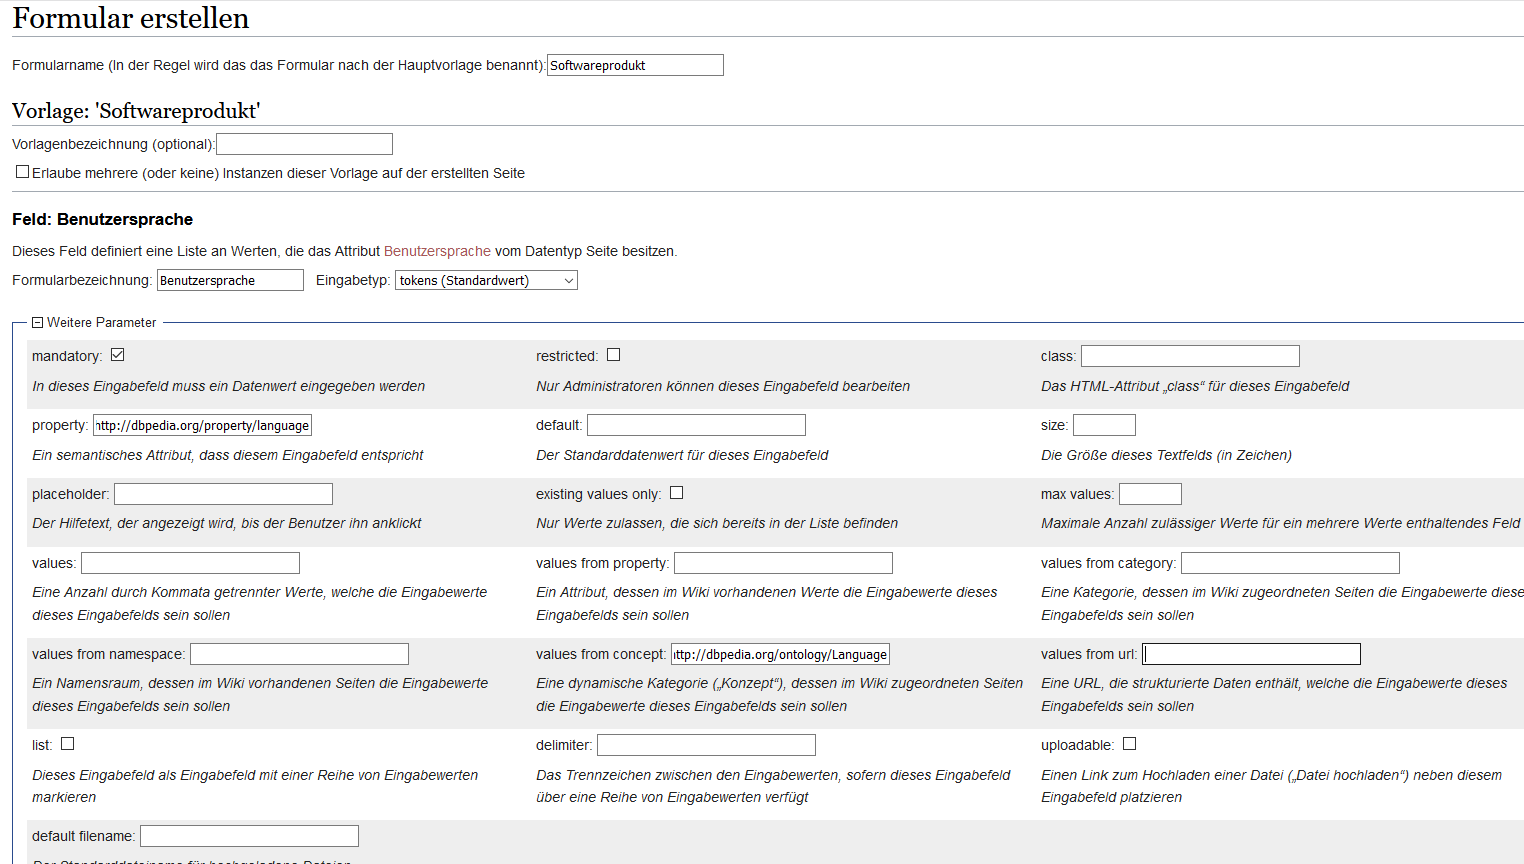 Formular erstellen
Formularname (In der Regel wird das das Formular nach der Hauptvorlage benannt): Softwareprodukt
Vorlage: 'Softwareprodukt'
Vorlagenbezeichnung (optional):
Erlaube mehrere (oder keine) Instanzen dieser Vorlage auf der erstellten Seite
Feld: Benutzersprache
Dieses Feld definiert eine Liste an Werten, die das Attribut Benutzersprache vom Datentyp Seite besitzen.
Formularbezeichnung: Benutzersprache Eingabetyp: tokens (Standardwert)
Weitere Parameter
mandatory: restricted: class:
In dieses Eingabefeld muss ein Datenwert eingegeben werden Nur Administratoren können dieses Eingabefeld bearbeiten Das HTML-Attribut „class“ für dieses Eingabefeld
property: http://dbpedia.org/property/language default: size:
Ein semantisches Attribut, dass diesem Eingabefeld entspricht Der Standarddatenwert für dieses Eingabefeld Die Größe dieses Textfelds (in Zeichen)
placeholder: existing values only: max values:
Der Hilfetext, der angezeigt wird, bis der Benutzer ihn anklickt Nur Werte zulassen, die sich bereits in der Liste befinden Maximale Anzahl zulässiger Werte für ein mehrere Werte enthaltendes Feld
values: values from property: values from category:
Eine Anzahl durch Kommata getrennter Werte, welche die Eingabewerte Ein Attribut, dessen im Wiki vorhandenen Werte die Eingabewerte dieses Eine Kategorie, dessen im Wiki zugeordneten Seiten die Eingabewerte diese
dieses Eingabefelds sein sollen Eingabefelds sein sollen Eingabefelds sein sollen
values from namespace: values from concept: ttp://dbpedia.org/ontology/Language values from url:
Ein Namensraum, dessen im Wiki vorhandenen Seiten die Eingabewerte Eine dynamische Kategorie („Konzept“), dessen im Wiki zugeordneten Seiten Eine URL, die strukturierte Daten enthält, welche die Eingabewerte dieses
dieses Eingabefelds sein sollen die Eingabewerte dieses Eingabefelds sein sollen Eingabefelds sein sollen
list: delimiter: uploadable:
Dieses Eingabefeld als Eingabefeld mit einer Reihe von Eingabewerten Das Trennzeichen zwischen den Eingabewerten, sofern dieses Eingabefeld Einen Link zum Hochladen einer Datei („Datei hochladen“) neben diesem
markieren über eine Reihe von Eingabewerten verfügt Eingabefeld platzieren
default filename: